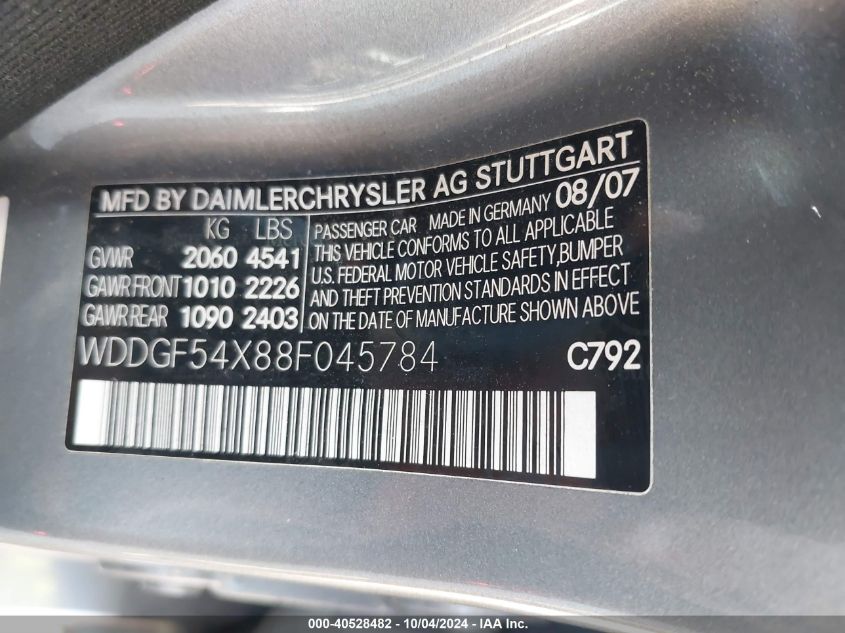 MFD BY DAIMLERCHRYSLER AG STUTTGART
KG LBS
GVWR 2060 4541
GAWR FRONT 1010 2226
GAWR REAR 1090 2403
PASSENGER CAR MADE IN GERMANY 08/07
THIS VEHICLE CONFORMS TO ALL APPLICABLE
U.S. FEDERAL MOTOR VEHICLE SAFETY, BUMPER
AND THEFT PREVENTION STANDARDS IN EFFECT
ON THE DATE OF MANUFACTURE SHOWN ABOVE
WDDGF54X88F045784 C792
000-40528482 - 10/04/2024 - IAA Inc.